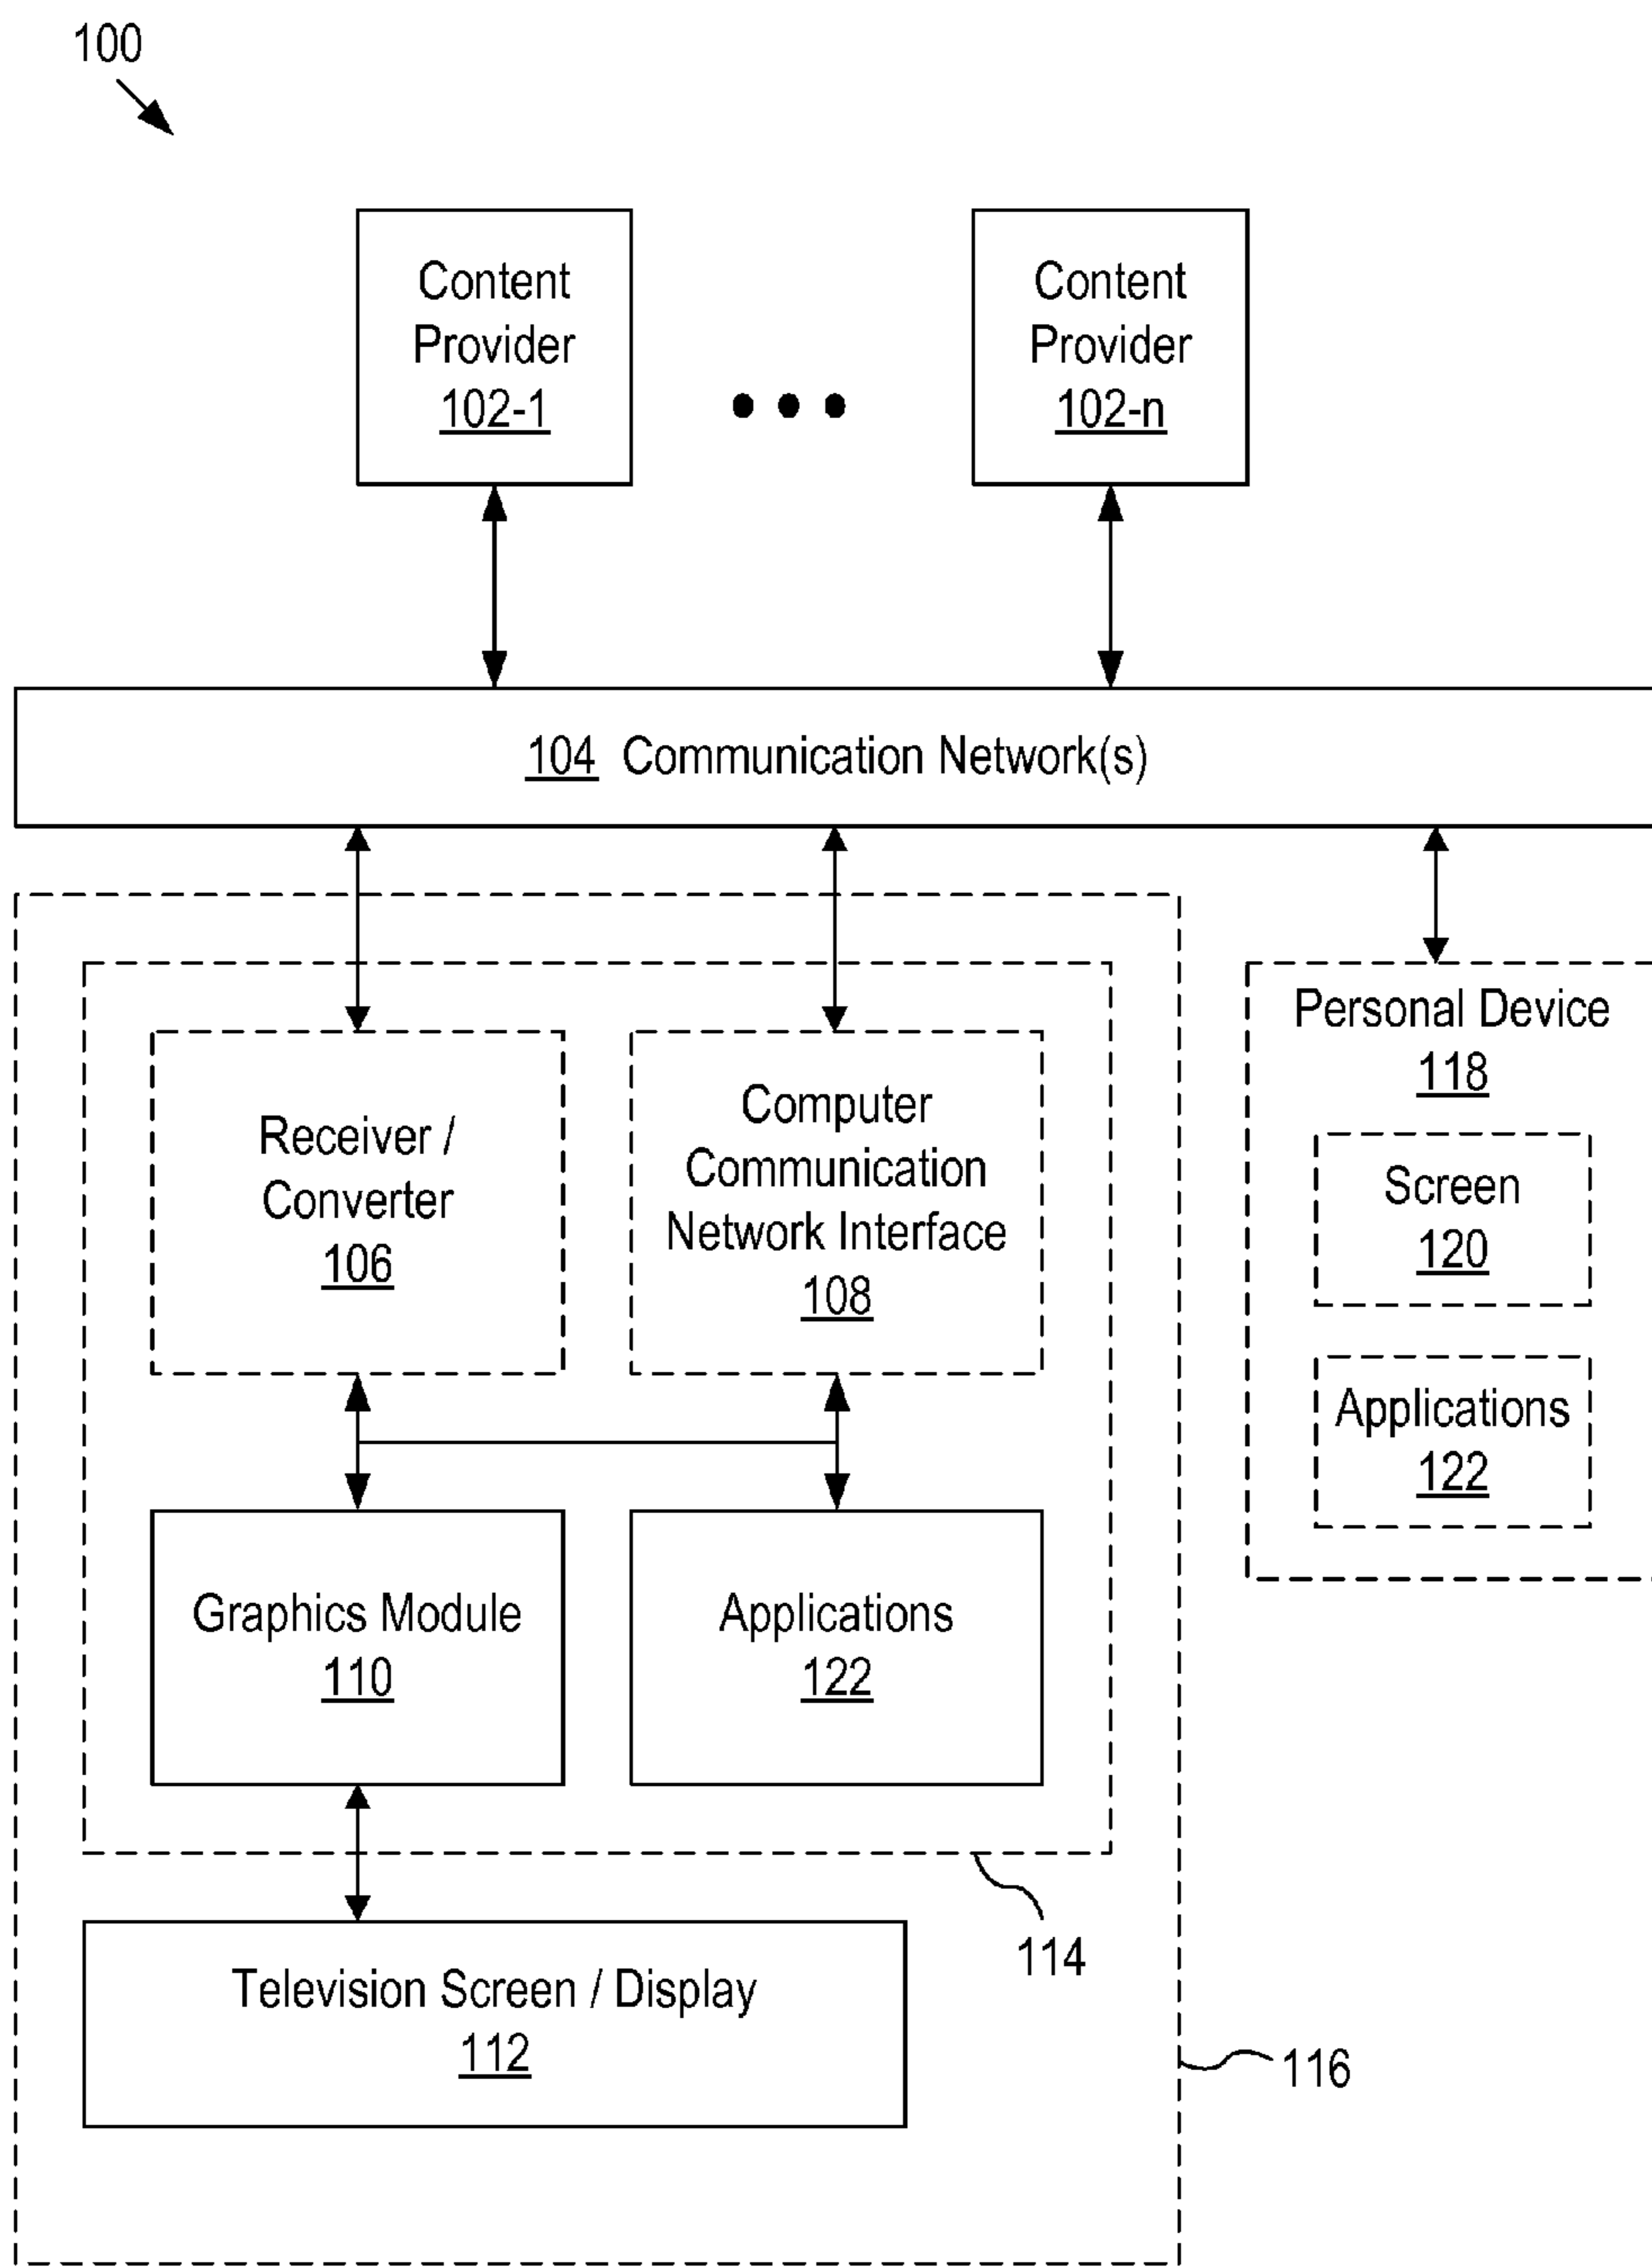 100
Content
Provider
102-1
Content
Provider
102-n
104 Communication Network(s)
Receiver /
Converter
106
Computer
Communication
Network Interface
108
Personal Device
118
Screen
120
Applications
122
Graphics Module
110
Applications
122
114
Television Screen / Display
112
116